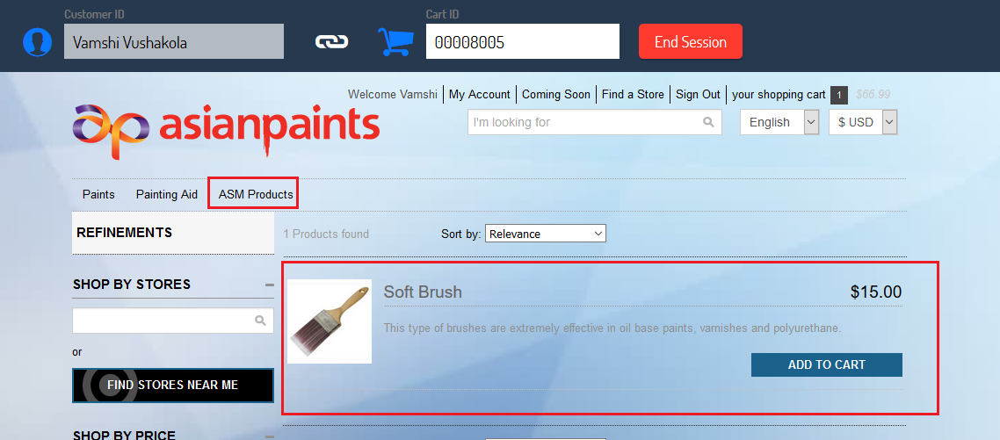 Customer ID
Vamshi Vushakola
Cart ID
00008005
End Session
Welcome Vamshi My Account Coming Soon Find a Store Sign Out your shopping cart 1 $66.99
asianpaints
I'm looking for
English
$ USD
Paints Painting Aid ASM Products
REFINEMENTS
1 Products found
Sort by: Relevance
SHOP BY STORES
or
FIND STORES NEAR ME
SHOP BY PRICE
Soft Brush
$15.00
This type of brushes are extremely effective in oil base paints, varnishes and polyurethane.
ADD TO CART